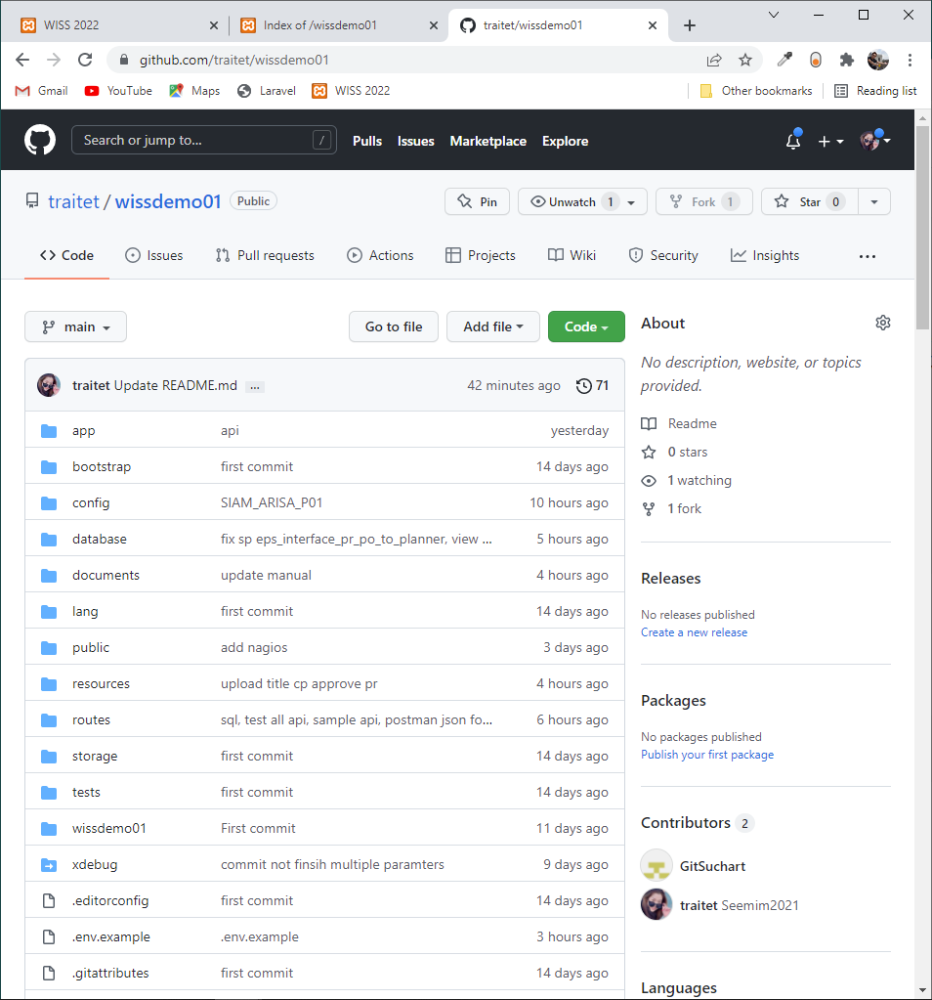 WISS 2022
Index of /wissdemo01
traitet/wissdemo01
github.com/traitet/wissdemo01
Gmail YouTube Maps Laravel WISS 2022 Other bookmarks Reading list
Search or jump to... / Pulls Issues Marketplace Explore
traitet / wissdemo01 Public Pin Unwatch 1 Fork 1 Star 0
Code Issues Pull requests Actions Projects Wiki Security Insights
main Go to file Add file Code
traitet Update README.md ... 42 minutes ago 71
app api yesterday
bootstrap first commit 14 days ago
config SIAM_ARISA_P01 10 hours ago
database fix sp eps_interface_pr_po_to_planner, view ... 5 hours ago
documents update manual 4 hours ago
lang first commit 14 days ago
public add nagios 3 days ago
resources upload title cp approve pr 4 hours ago
routes sql, test all api, sample api, postman json fo... 6 hours ago
storage first commit 14 days ago
tests first commit 14 days ago
wissdemo01 First commit 11 days ago
xdebug commit not finsih multiple paramters 9 days ago
.editorconfig first commit 14 days ago
.env.example .env.example 3 hours ago
.gitattributes first commit 14 days ago
About
No description, website, or topics
provided.
Readme
0 stars
1 watching
1 fork
Releases
No releases published
Create a new release
Packages
No packages published
Publish your first package
Contributors 2
GitSuchart
traitet Seemim2021
Languages